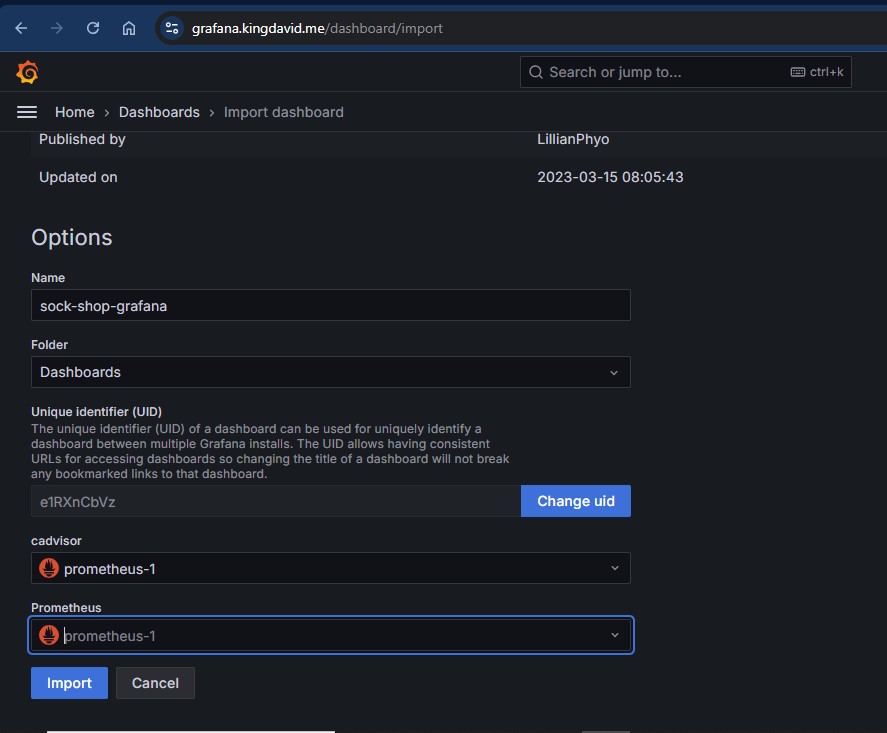 grafana.kingdavid.me/dashboard/import
Search or jump to... ctrl+k
Home › Dashboards › Import dashboard
Published by LillianPhyo
Updated on 2023-03-15 08:05:43
Options
Name
sock-shop-grafana
Folder
Dashboards
Unique identifier (UID)
The unique identifier (UID) of a dashboard can be used for uniquely identify a
dashboard between multiple Grafana installs. The UID allows having consistent
URLs for accessing dashboards so changing the title of a dashboard will not break
any bookmarked links to that dashboard.
e1RXnCbVz Change uid
cadvisor
prometheus-1
Prometheus
prometheus-1
Import Cancel